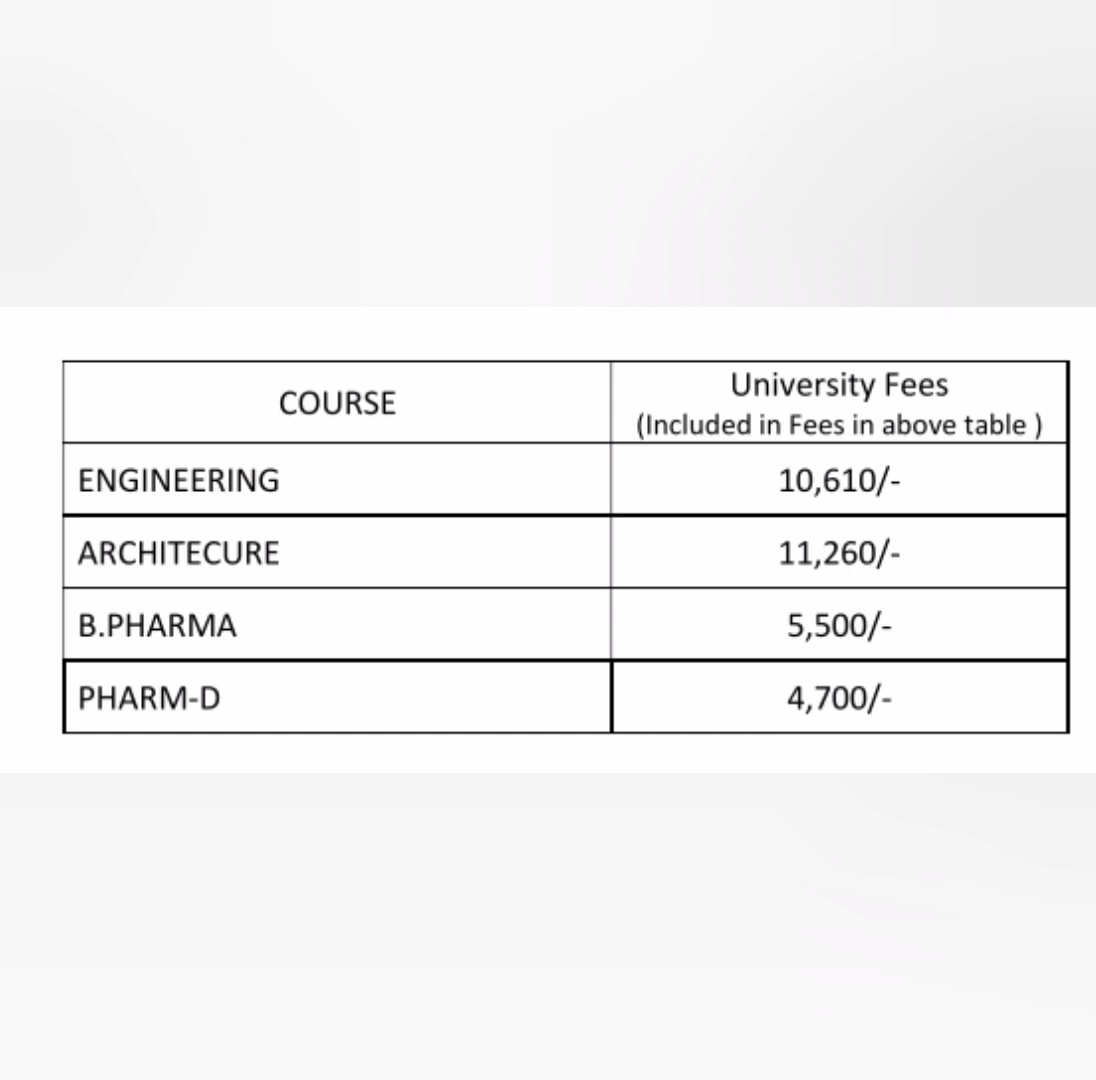 COURSE
University Fees
(Included in Fees in above table )
ENGINEERING 10,610/-
ARCHITECURE 11,260/-
B.PHARMA 5,500/-
PHARM-D 4,700/-